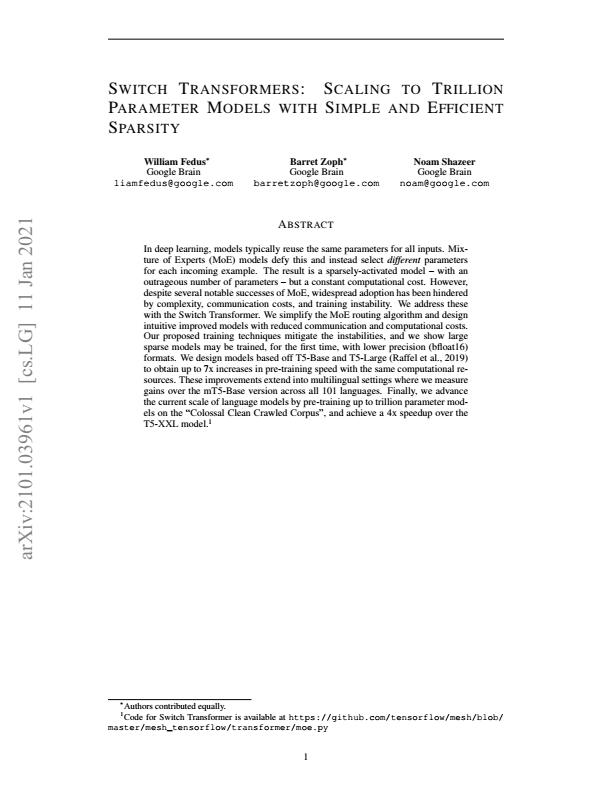 SWITCH TRANSFORMERS: SCALING TO TRILLION
PARAMETER MODELS WITH SIMPLE AND EFFICIENT
SPARSITY
William Fedus* Barret Zoph* Noam Shazeer
Google Brain Google Brain Google Brain
liamfedus@google.com barretzoph@google.com noam@google.com
ABSTRACT
In deep learning, models typically reuse the same parameters for all inputs. Mix-
ture of Experts (MoE) models defy this and instead select different parameters
for each incoming example. The result is a sparsely-activated model – with an
outrageous number of parameters – but a constant computational cost. However,
despite several notable successes of MoE, widespread adoption has been hindered
by complexity, communication costs, and training instability. We address these
with the Switch Transformer. We simplify the MoE routing algorithm and design
intuitive improved models with reduced communication and computational costs.
Our proposed training techniques mitigate the instabilities, and we show large
sparse models may be trained, for the first time, with lower precision (bfloat16)
formats. We design models based off T5-Base and T5-Large (Raffel et al., 2019)
to obtain up to 7x increases in pre-training speed with the same computational re-
sources. These improvements extend into multilingual settings where we measure
gains over the mT5-Base version across all 101 languages. Finally, we advance
the current scale of language models by pre-training up to trillion parameter mod-
els on the “Colossal Clean Crawled Corpus”, and achieve a 4x speedup over the
T5-XXL model.1
arXiv:2101.03961v1 [cs.LG] 11 Jan 2021
*Authors contributed equally.
1Code for Switch Transformer is available at https://github.com/tensorflow/mesh/blob/
master/mesh_tensorflow/transformer/moe.py
1